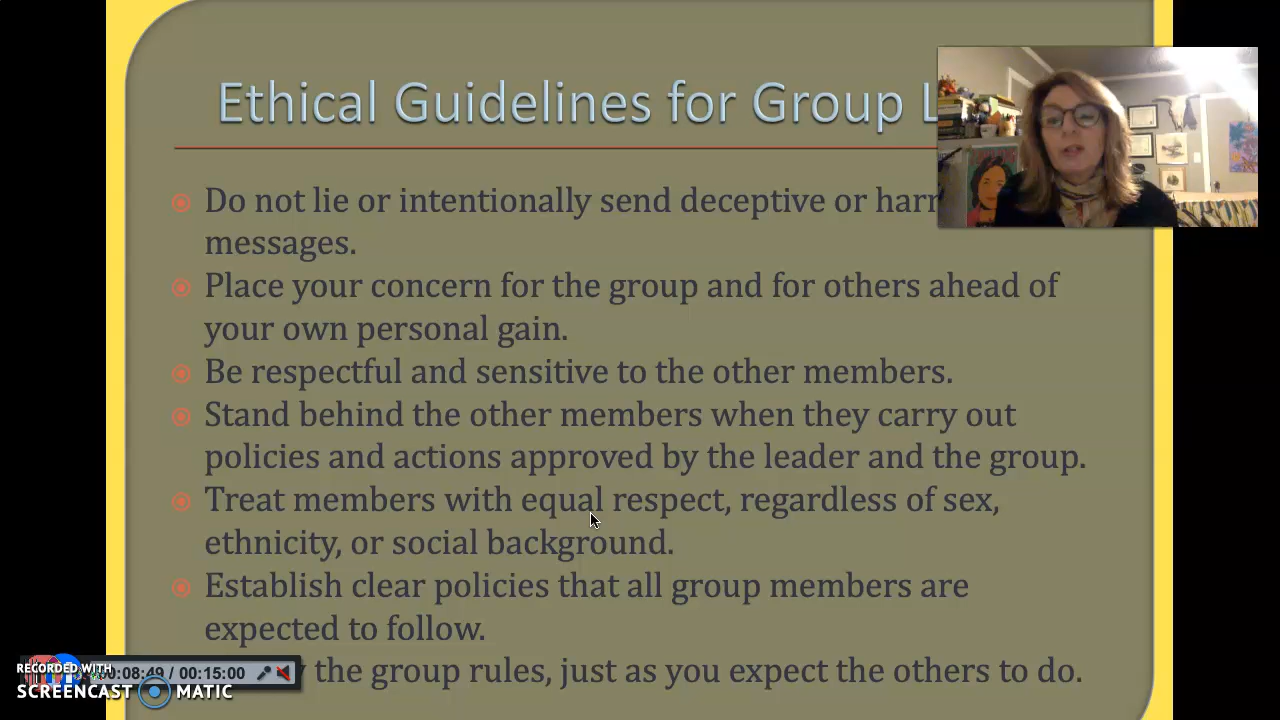 Ethical Guidelines for Group
Do not lie or intentionally send deceptive or
messages.
Place your concern for the group and for others ahead of
your own personal gain.
Be respectful and sensitive to the other members.
Stand behind the other members when they carry out
policies and actions approved by the leader and the group.
Treat members with equal respect, regardless of sex,
ethnicity, or social background.
Establish clear policies that all group members are
expected to follow.
the group rules, just as you expect the others to do.
RECORDED WITH
0:08:49 / 00:15:00
SCREENCAST MATIC